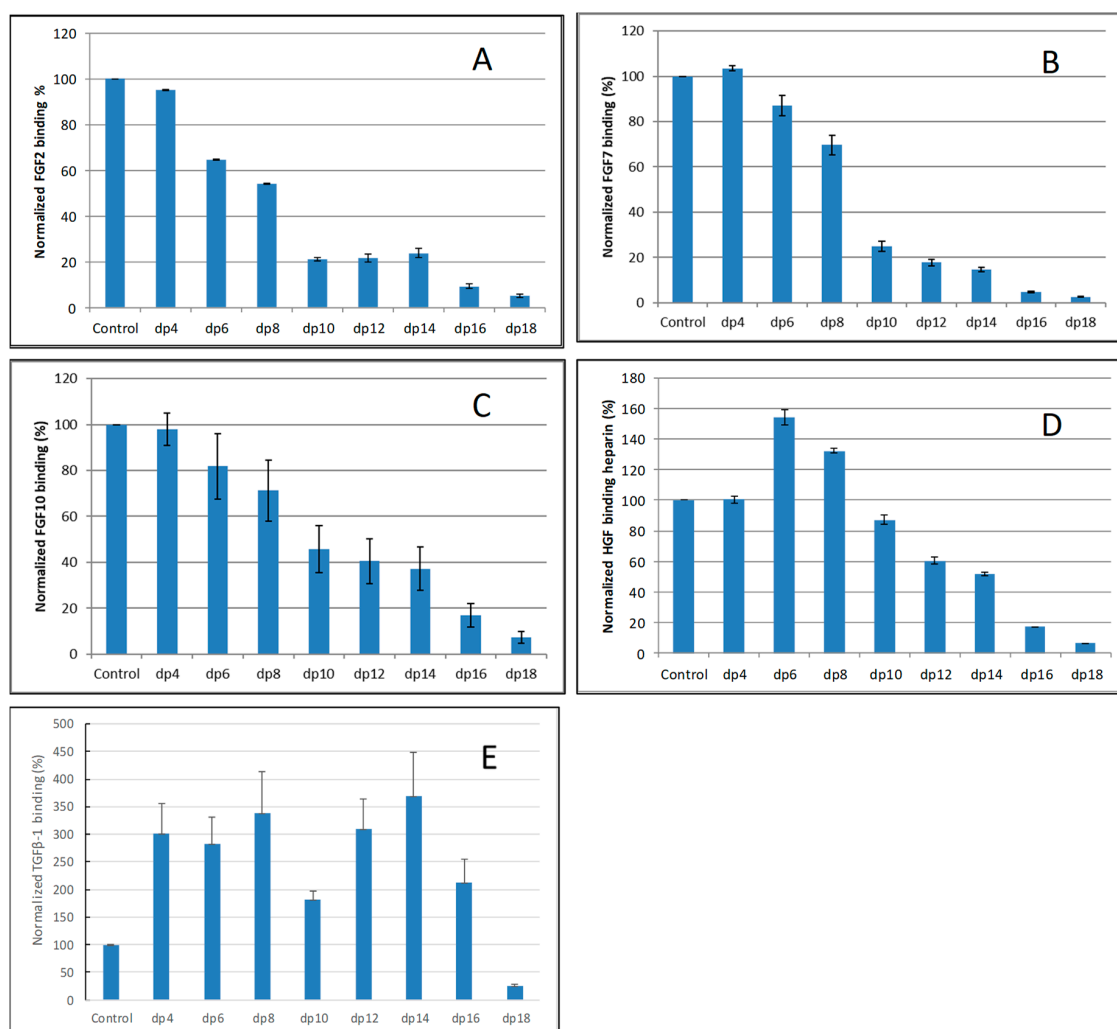 A
Normalized FGF2 binding %
120
100
80
60
40
20
0
Control dp4 dp6 dp8 dp10 dp12 dp14 dp16 dp18
B
Normalized FGF7 binding (%)
120
100
80
60
40
20
0
Control dp4 dp6 dp8 dp10 dp12 dp14 dp16 dp18
C
Normalized FGF10 binding (%)
120
100
80
60
40
20
0
Control dp4 dp6 dp8 dp10 dp12 dp14 dp16 dp18
D
Normalized HGF binding heparin (%)
180
160
140
120
100
80
60
40
20
0
Control dp4 dp6 dp8 dp10 dp12 dp14 dp16 dp18
E
Normalized TGFβ-1 binding (%)
500
450
400
350
300
250
200
150
100
50
0
Control dp4 dp6 dp8 dp10 dp12 dp14 dp16 dp18